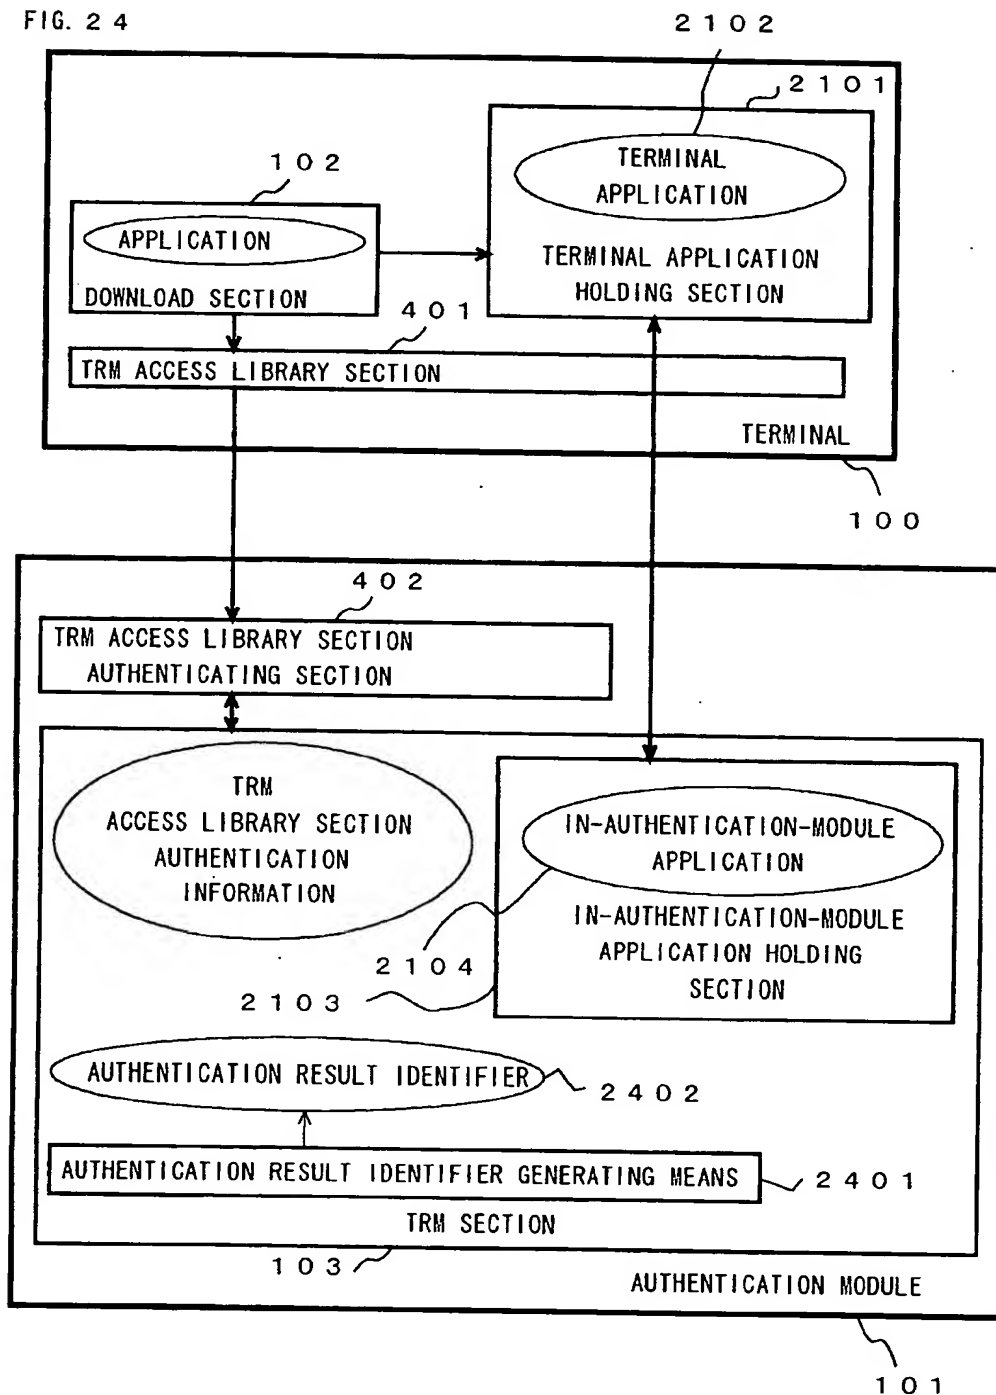 FIG. 24
2102
2101
TERMINAL
APPLICATION
102
APPLICATION
TERMINAL APPLICATION
HOLDING SECTION
DOWNLOAD SECTION
401
TRM ACCESS LIBRARY SECTION
TERMINAL
100
402
TRM ACCESS LIBRARY SECTION
AUTHENTICATING SECTION
TRM
ACCESS LIBRARY SECTION
AUTHENTICATION
INFORMATION
IN-AUTHENTICATION-MODULE
APPLICATION
IN-AUTHENTICATION-MODULE
APPLICATION HOLDING
SECTION
2104
2103
AUTHENTICATION RESULT IDENTIFIER
2402
AUTHENTICATION RESULT IDENTIFIER GENERATING MEANS
2401
TRM SECTION
103
AUTHENTICATION MODULE
101